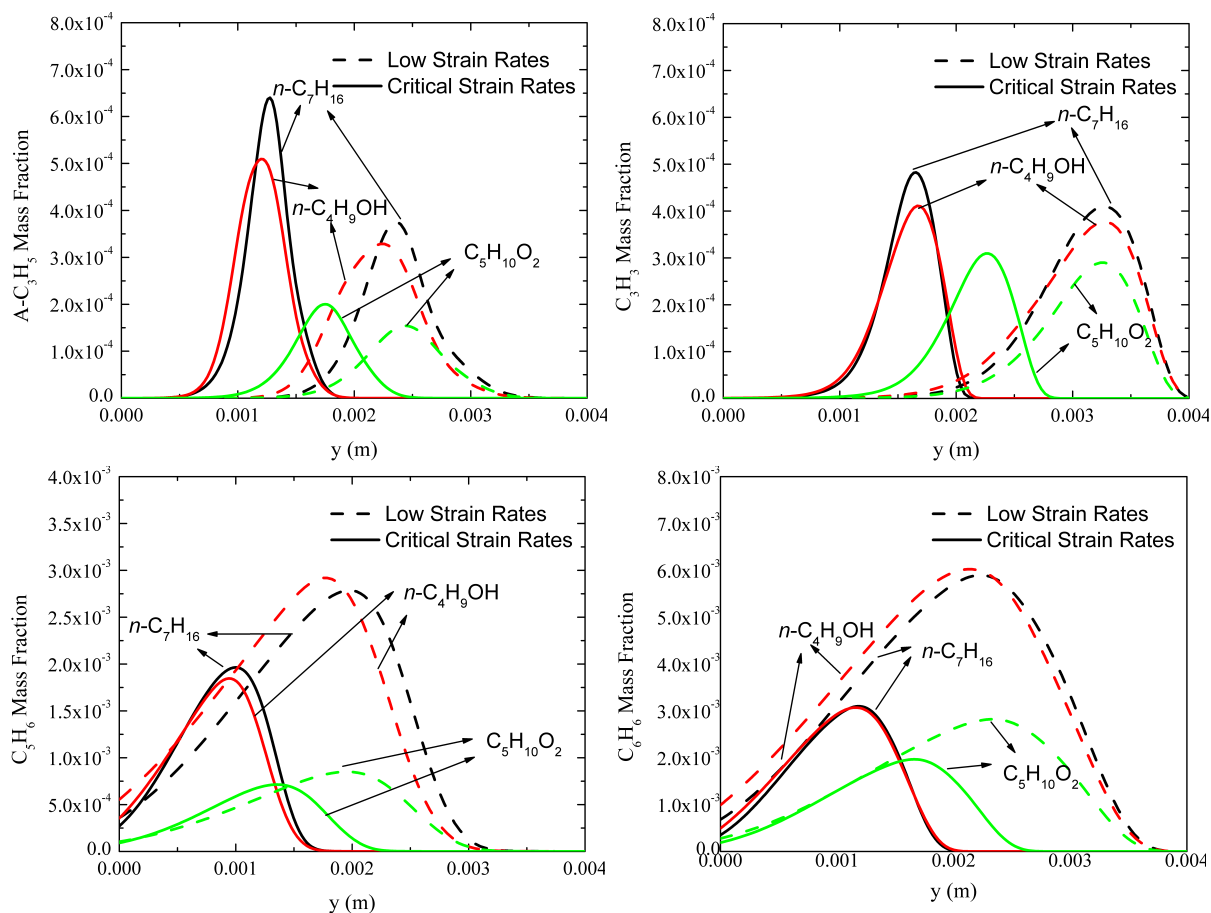 8.0x10⁻⁴
7.0x10⁻⁴
6.0x10⁻⁴
5.0x10⁻⁴
4.0x10⁻⁴
3.0x10⁻⁴
2.0x10⁻⁴
1.0x10⁻⁴
0.0
A-C₃H₅ Mass Fraction
Low Strain Rates
Critical Strain Rates
n-C₇H₁₆
n-C₄H₉OH
C₅H₁₀O₂
0.000 0.001 0.002 0.003 0.004
y (m)
8.0x10⁻⁴
7.0x10⁻⁴
6.0x10⁻⁴
5.0x10⁻⁴
4.0x10⁻⁴
3.0x10⁻⁴
2.0x10⁻⁴
1.0x10⁻⁴
0.0
C₃H₃ Mass Fraction
Low Strain Rates
Critical Strain Rates
n-C₇H₁₆
n-C₄H₉OH
C₅H₁₀O₂
0.000 0.001 0.002 0.003 0.004
y (m)
4.0x10⁻³
3.5x10⁻³
3.0x10⁻³
2.5x10⁻³
2.0x10⁻³
1.5x10⁻³
1.0x10⁻³
5.0x10⁻⁴
0.0
C₅H₆ Mass Fraction
Low Strain Rates
Critical Strain Rates
n-C₄H₉OH
n-C₇H₁₆
C₅H₁₀O₂
0.000 0.001 0.002 0.003 0.004
y (m)
8.0x10⁻³
7.0x10⁻³
6.0x10⁻³
5.0x10⁻³
4.0x10⁻³
3.0x10⁻³
2.0x10⁻³
1.0x10⁻³
0.0
C₆H₆ Mass Fraction
Low Strain Rates
Critical Strain Rates
n-C₄H₉OH
n-C₇H₁₆
C₅H₁₀O₂
0.000 0.001 0.002 0.003 0.004
y (m)